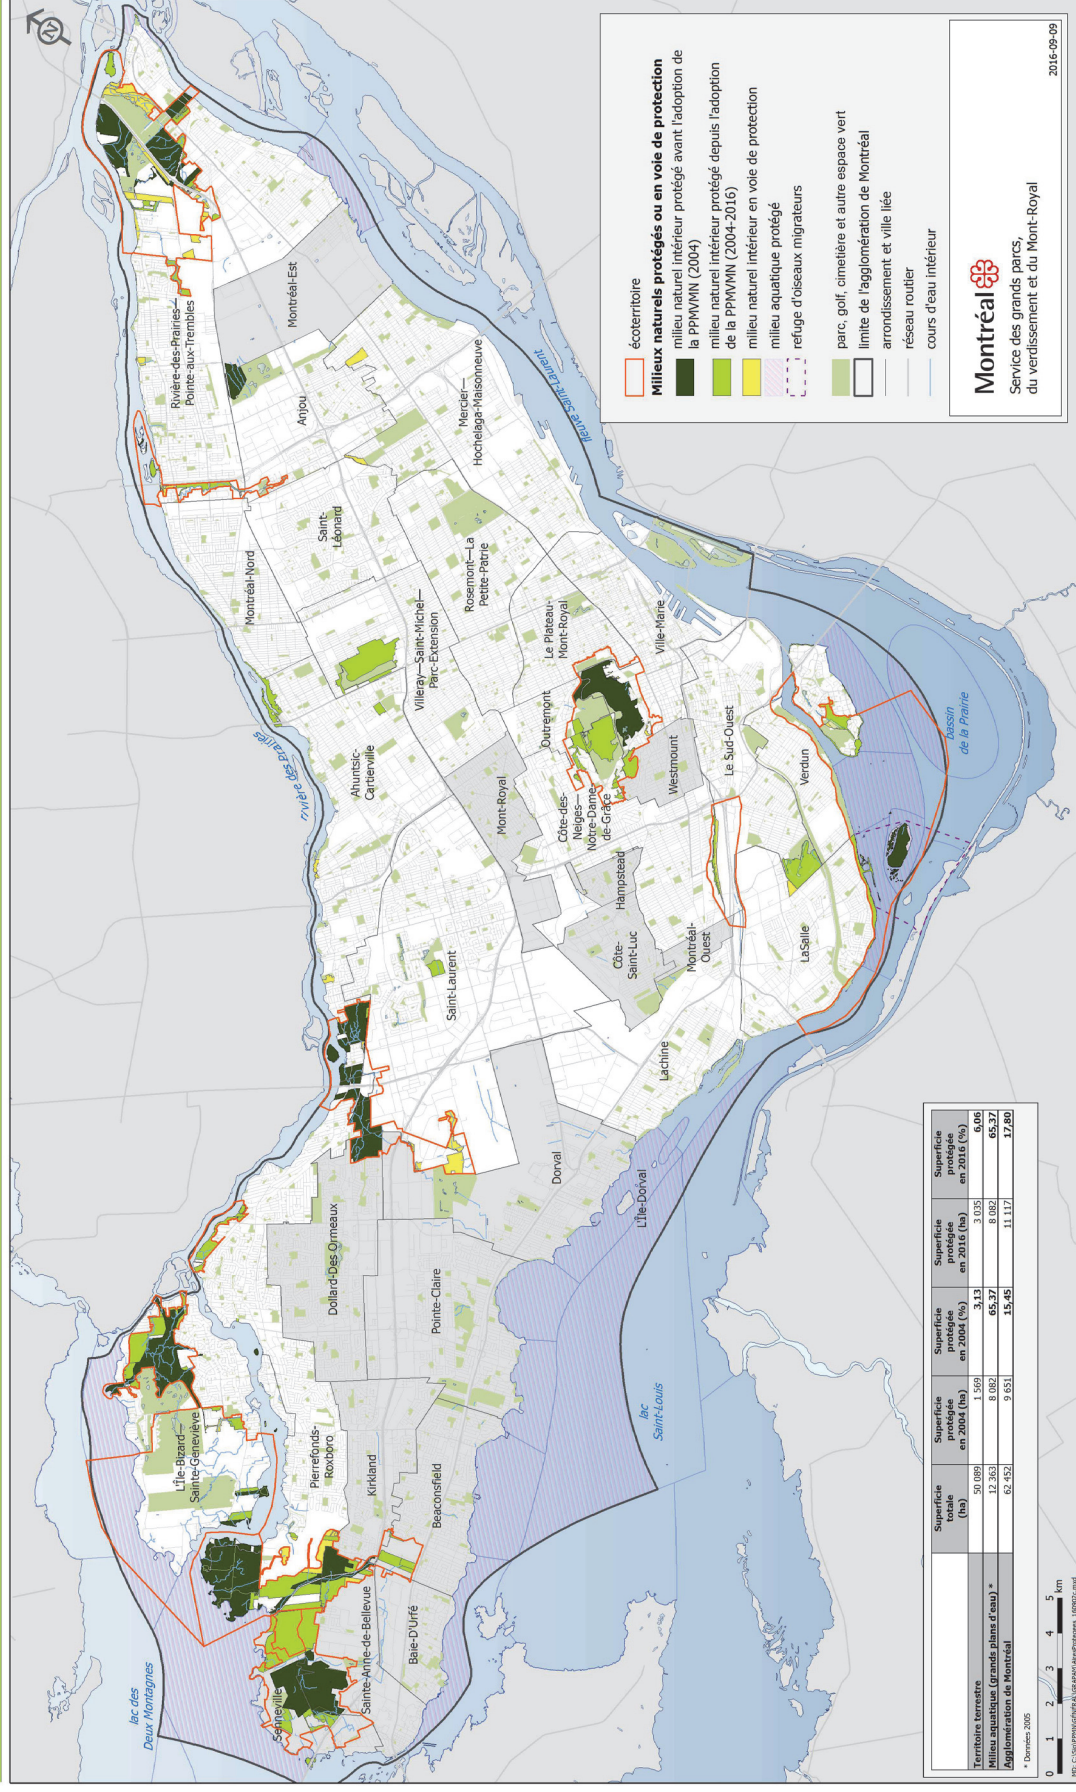 lac des
Deux Montagnes
Senneville
Sainte-Anne-de-Bellevue
Baie-D'Urfé
L'Île-Bizard—
Sainte-Geneviève
Pierrefonds-
Roxboro
Kirkland
Beaconsfield
Dollard-Des Ormeaux
Pointe-Claire
lac
Saint-Louis
Dorval
L'Île-Dorval
Saint-Laurent
Lachine
Côte-
Saint-Luc
Hampstead
Montréal-
Ouest
LaSalle
Mont-Royal
Côte-des-
Neiges—
Notre-Dame-
de-Grâce
Outremont
Westmount
Le Sud-Ouest
Verdun
bassin
de la Prairie
Ahuntsic-
Cartierville
rivière des Prairies
Villeray—Saint-Michel—
Parc-Extension
Le Plateau-
Mont-Royal
Ville-Marie
Rosemont—La
Petite-Patrie
Montréal-Nord
Saint-
Léonard
Anjou
Mercier—
Hochelaga-Maisonneuve
fleuve Saint-Laurent
Rivière-des-Prairies—
Pointe-aux-Trembles
Montréal-Est
N
écoterritoire
Milieux naturels protégés ou en voie de protection
milieu naturel intérieur protégé avant l'adoption de
la PPMVMN (2004)
milieu naturel intérieur protégé depuis l'adoption
de la PPMVMN (2004-2016)
milieu naturel intérieur en voie de protection
milieu aquatique protégé
refuge d'oiseaux migrateurs
parc, golf, cimetière et autre espace vert
limite de l'agglomération de Montréal
arrondissement et ville liée
réseau routier
cours d'eau intérieur
Montréal
Service des grands parcs,
du verdissement et du Mont-Royal
2016-09-09
Superficie totale (ha) Superficie protégée en 2004 (ha) Superficie protégée en 2004 (%) Superficie protégée en 2016 (ha) Superficie protégée en 2016 (%)
Territoire terrestre 50 089 1 569 3,13 3 035 6,06
Milieu aquatique (grands plans d'eau) * 12 363 8 082 65,37 8 082 65,37
Agglomération de Montréal 62 452 9 651 15,45 11 117 17,80
* Données 2005
0 1 2 3 4 5 km